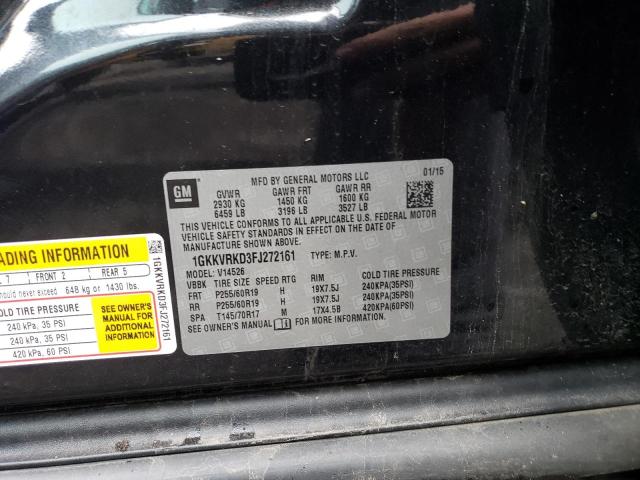 MFD BY GENERAL MOTORS LLC 01/15
GM
GVWR GAWR FRT GAWR RR
2930 KG 1450 KG 1600 KG
6459 LB 3196 LB 3527 LB
THIS VEHICLE CONFORMS TO ALL APPLICABLE U.S. FEDERAL MOTOR
VEHICLE SAFETY STANDARDS IN EFFECT ON THE DATE OF
MANUFACTURE SHOWN ABOVE.
1GKKVRKD3FJ272161 TYPE: M.P.V.
MODEL: V14526
VBBK TIRE SIZE SPEED RTG RIM COLD TIRE PRESSURE
FRT P255/60R19 H 19X7.5J 240KPA(35PSI)
RR P255/60R19 H 19X7.5J 240KPA(35PSI)
SPA T145/70R17 M 17X4.5B 420KPA(60PSI)
SEE OWNER'S MANUAL FOR MORE INFORMATION.
ADING INFORMATION
7 FRONT 2 REAR 5
ould never exceed 648 kg or 1430 lbs.
OLD TIRE PRESSURE
240 kPa, 35 PSI
240 kPa, 35 PSI
420 kPa, 60 PSI
SEE OWNER'S
MANUAL FOR
ADDITIONAL
INFORMATION
1GKKVRKD3FJ272161